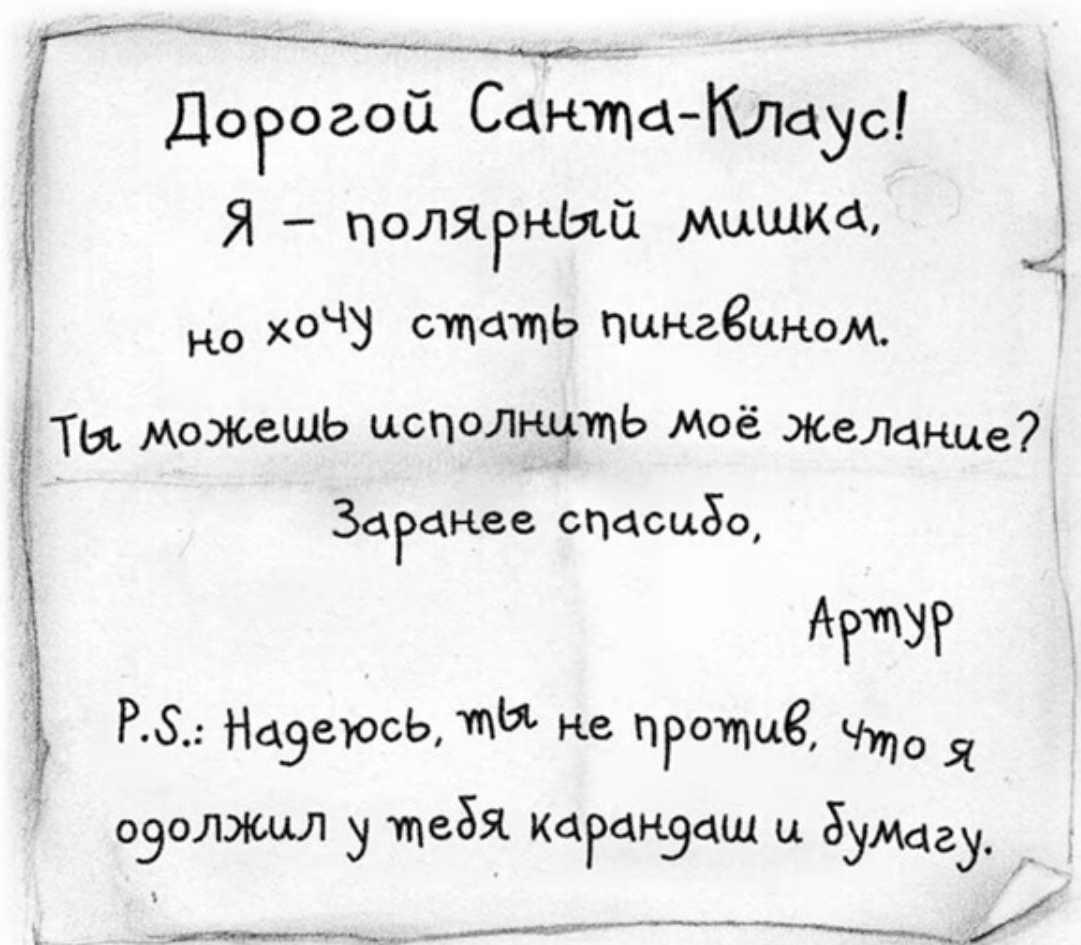 Дорогой Санта-Клаус!
Я – полярный мишка,
но хочу стать пингвином.
Ты можешь исполнить моё желание?
Заранее спасибо,
Артур
P.S.: Надеюсь, ты не против, что я
одолжил у тебя карандаш и бумагу.